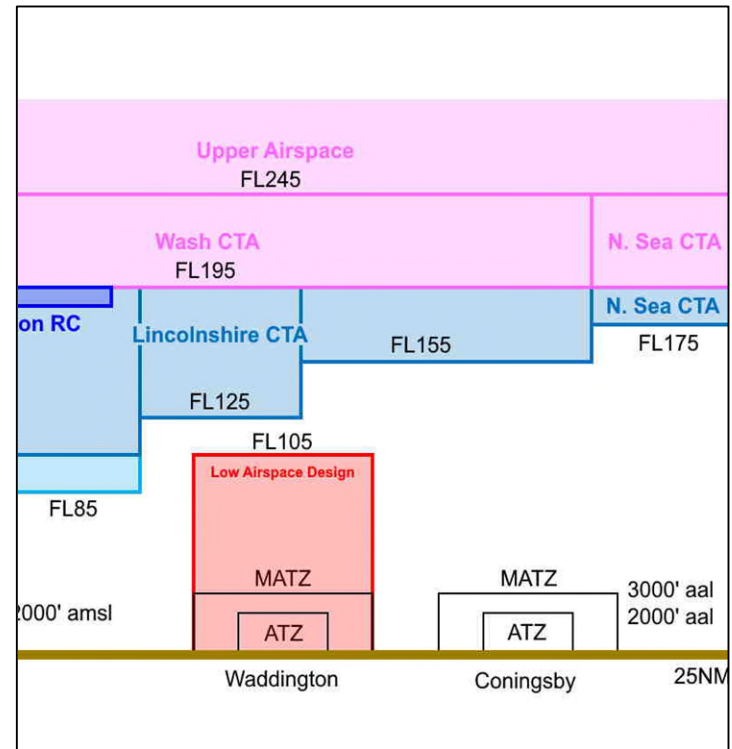 Upper Airspace
FL245
Wash CTA
N. Sea CTA
FL195
on RC
Lincolnshire CTA
N. Sea CTA
FL155
FL175
FL125
FL105
Low Airspace Design
FL85
MATZ
MATZ
3000' aal
2000' amsl
2000' aal
ATZ
ATZ
Waddington
Coningsby
25NM